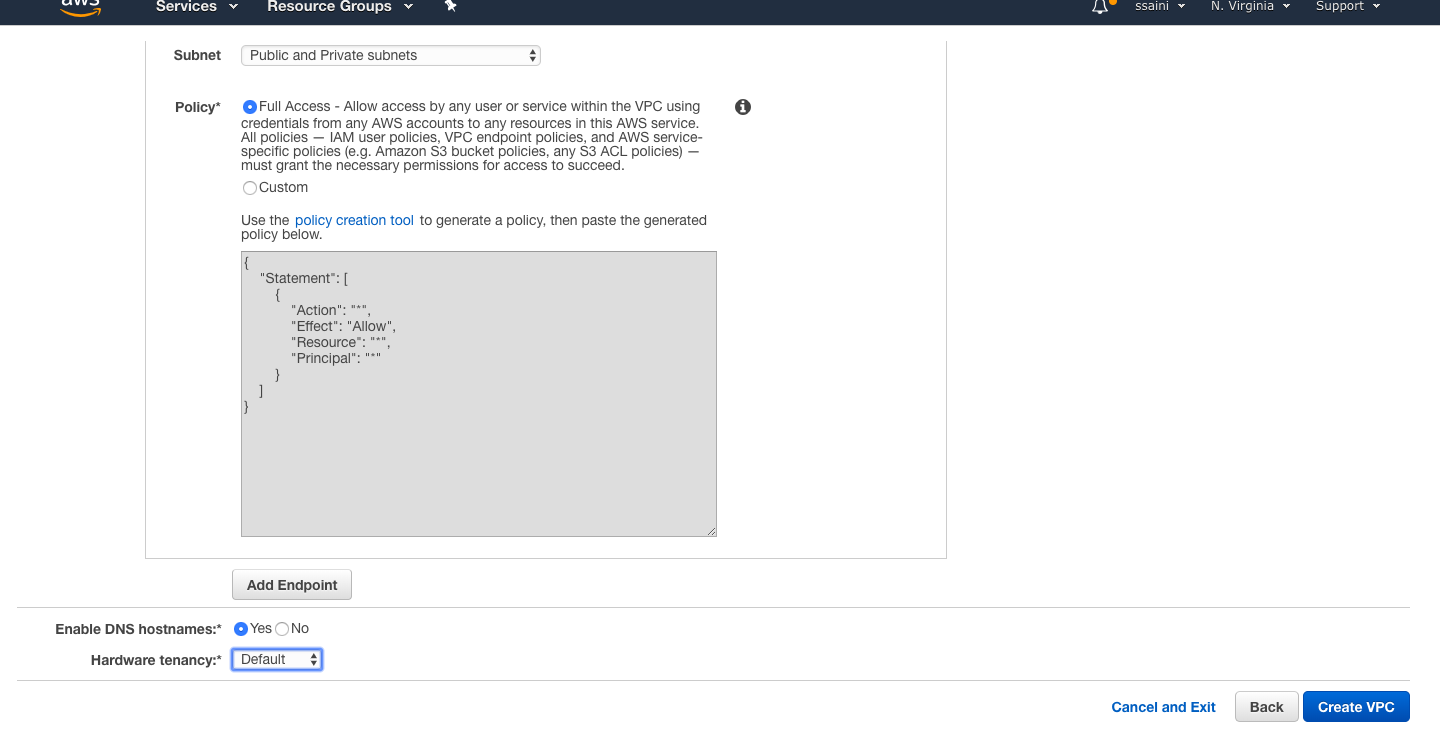 aws Services Resource Groups ssaini N. Virginia Support
Subnet Public and Private subnets
Policy* Full Access - Allow access by any user or service within the VPC using
credentials from any AWS accounts to any resources in this AWS service.
All policies — IAM user policies, VPC endpoint policies, and AWS service-
specific policies (e.g. Amazon S3 bucket policies, any S3 ACL policies) —
must grant the necessary permissions for access to succeed.
Custom
Use the policy creation tool to generate a policy, then paste the generated
policy below.
{
"Statement": [
{
"Action": "*",
"Effect": "Allow",
"Resource": "*",
"Principal": "*"
}
]
}
Add Endpoint
Enable DNS hostnames:* Yes No
Hardware tenancy:* Default
Cancel and Exit Back Create VPC